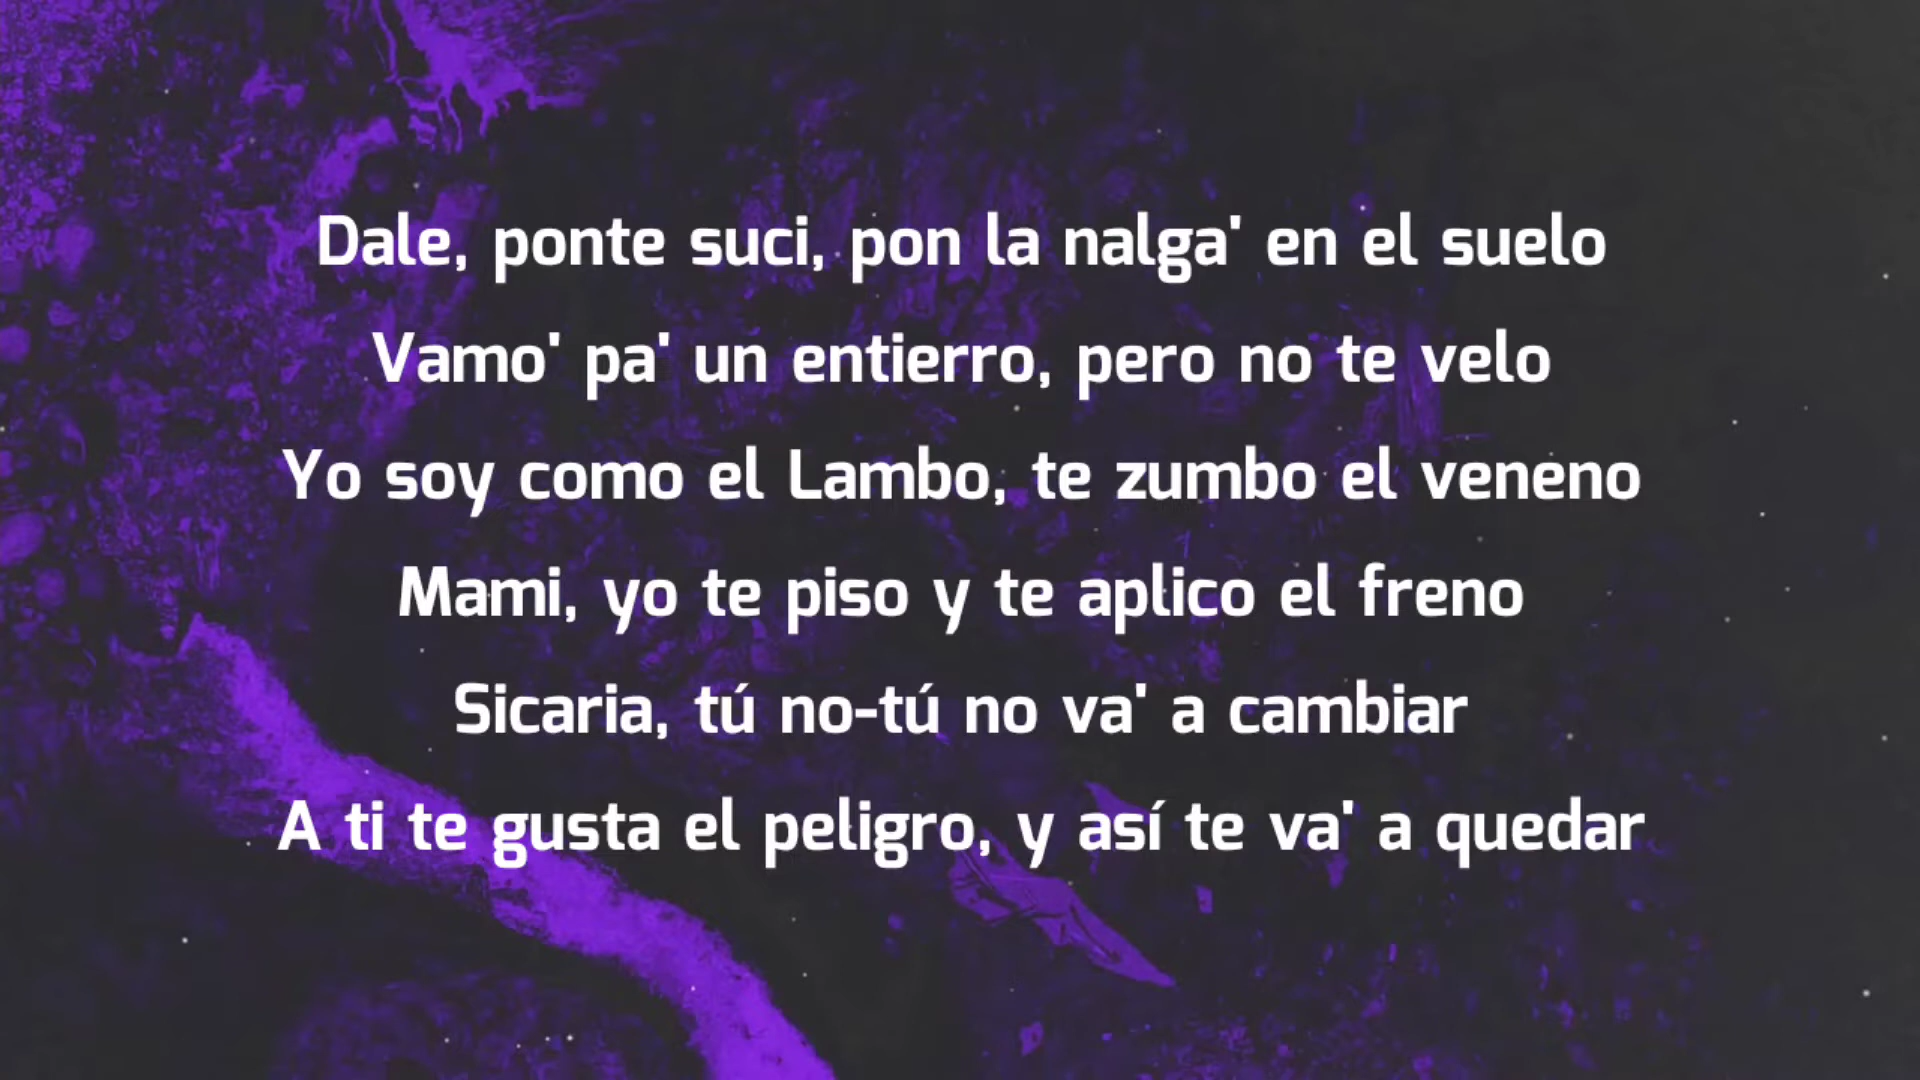 Dale, ponte suci, pon la nalga' en el suelo
Vamo' pa' un entierro, pero no te velo
Yo soy como el Lambo, te zumbo el veneno
Mami, yo te piso y te aplico el freno
Sicaria, tú no-tú no va' a cambiar
A ti te gusta el peligro, y así te va' a quedar